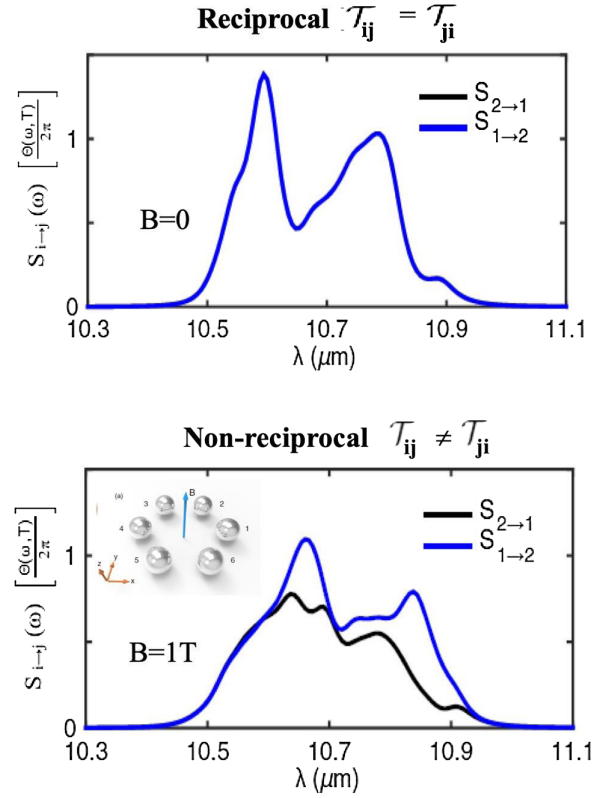 Reciprocal 𝒯ij = 𝒯ji
S i→j (ω) [Θ(ω,T)/2π]
1
0
S2→1
S1→2
B=0
10.3 10.5 10.7 10.9 11.1
λ (μm)
Non-reciprocal 𝒯ij ≠ 𝒯ji
S i→j (ω) [Θ(ω,T)/2π]
1
0
(a)
B
3
2
4
1
5
6
z y x
S2→1
S1→2
B=1T
10.3 10.5 10.7 10.9 11.1
λ (μm)